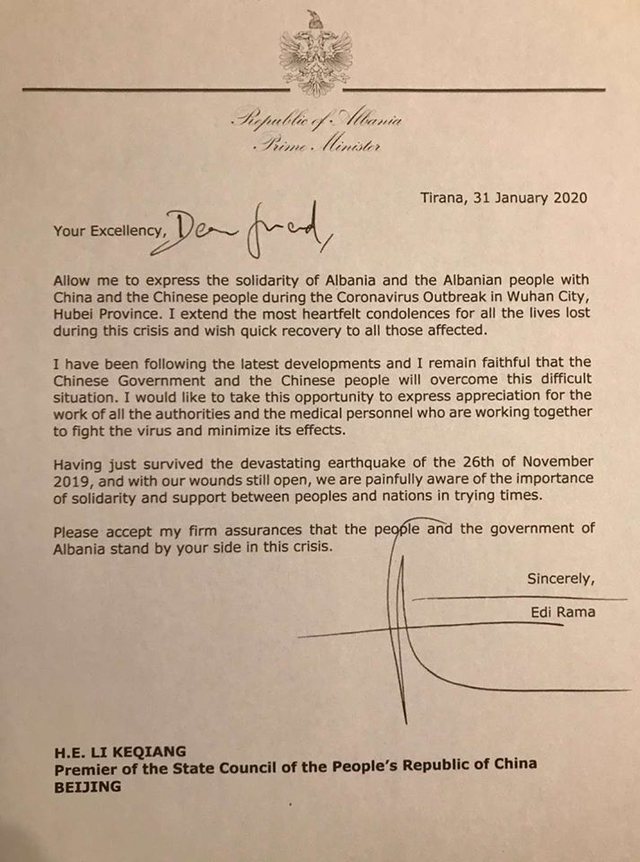 Republic of Albania
Prime Minister
Tirana, 31 January 2020
Your Excellency, Dear friend,
Allow me to express the solidarity of Albania and the Albanian people with
China and the Chinese people during the Coronavirus Outbreak in Wuhan City,
Hubei Province. I extend the most heartfelt condolences for all the lives lost
during this crisis and wish quick recovery to all those affected.
I have been following the latest developments and I remain faithful that the
Chinese Government and the Chinese people will overcome this difficult
situation. I would like to take this opportunity to express appreciation for the
work of all the authorities and the medical personnel who are working together
to fight the virus and minimize its effects.
Having just survived the devastating earthquake of the 26th of November
2019, and with our wounds still open, we are painfully aware of the importance
of solidarity and support between peoples and nations in trying times.
Please accept my firm assurances that the people and the government of
Albania stand by your side in this crisis.
Sincerely,
Edi Rama
H.E. LI KEQIANG
Premier of the State Council of the People's Republic of China
BEIJING